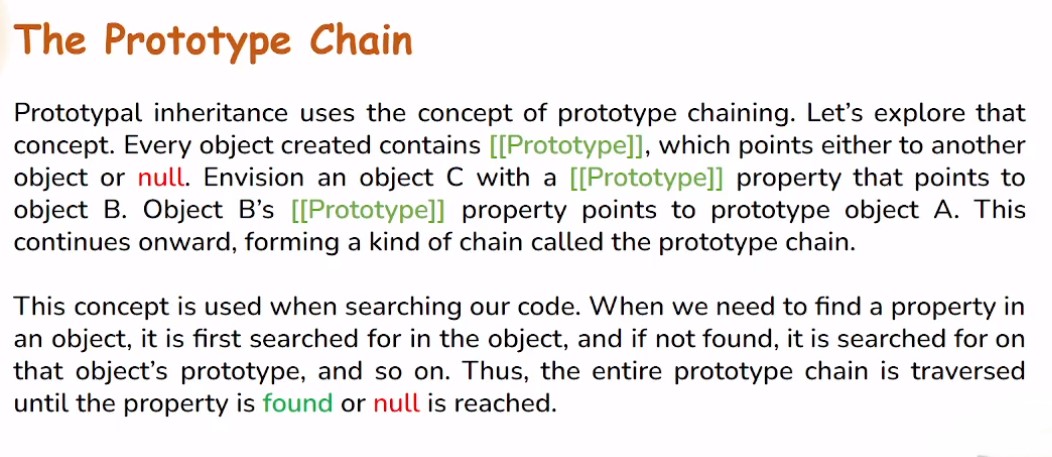 The Prototype Chain
Prototypal inheritance uses the concept of prototype chaining. Let’s explore that
concept. Every object created contains [[Prototype]], which points either to another
object or null. Envision an object C with a [[Prototype]] property that points to
object B. Object B’s [[Prototype]] property points to prototype object A. This
continues onward, forming a kind of chain called the prototype chain.
This concept is used when searching our code. When we need to find a property in
an object, it is first searched for in the object, and if not found, it is searched for on
that object’s prototype, and so on. Thus, the entire prototype chain is traversed
until the property is found or null is reached.